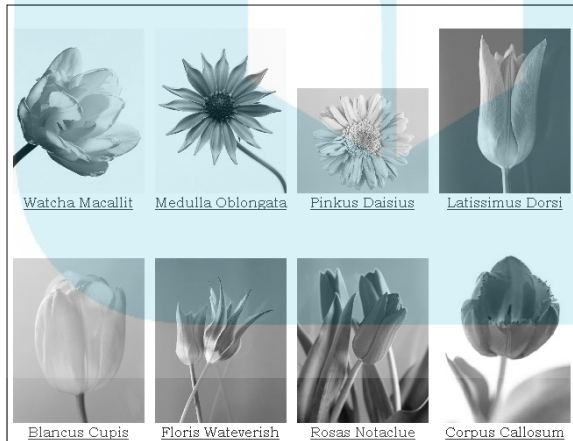 Watcha Macallit
Medulla Oblongata
Pinkus Daisius
Latissimus Dorsi
Blancus Cupis
Floris Wateverish
Rosas Notaclue
Corpus Callosum